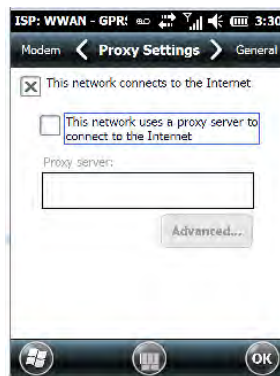 ISP: WWAN - GPR: 3:30
Modem Proxy Settings General
This network connects to the Internet
This network uses a proxy server to
connect to the Internet
Proxy server:
Advanced...
OK